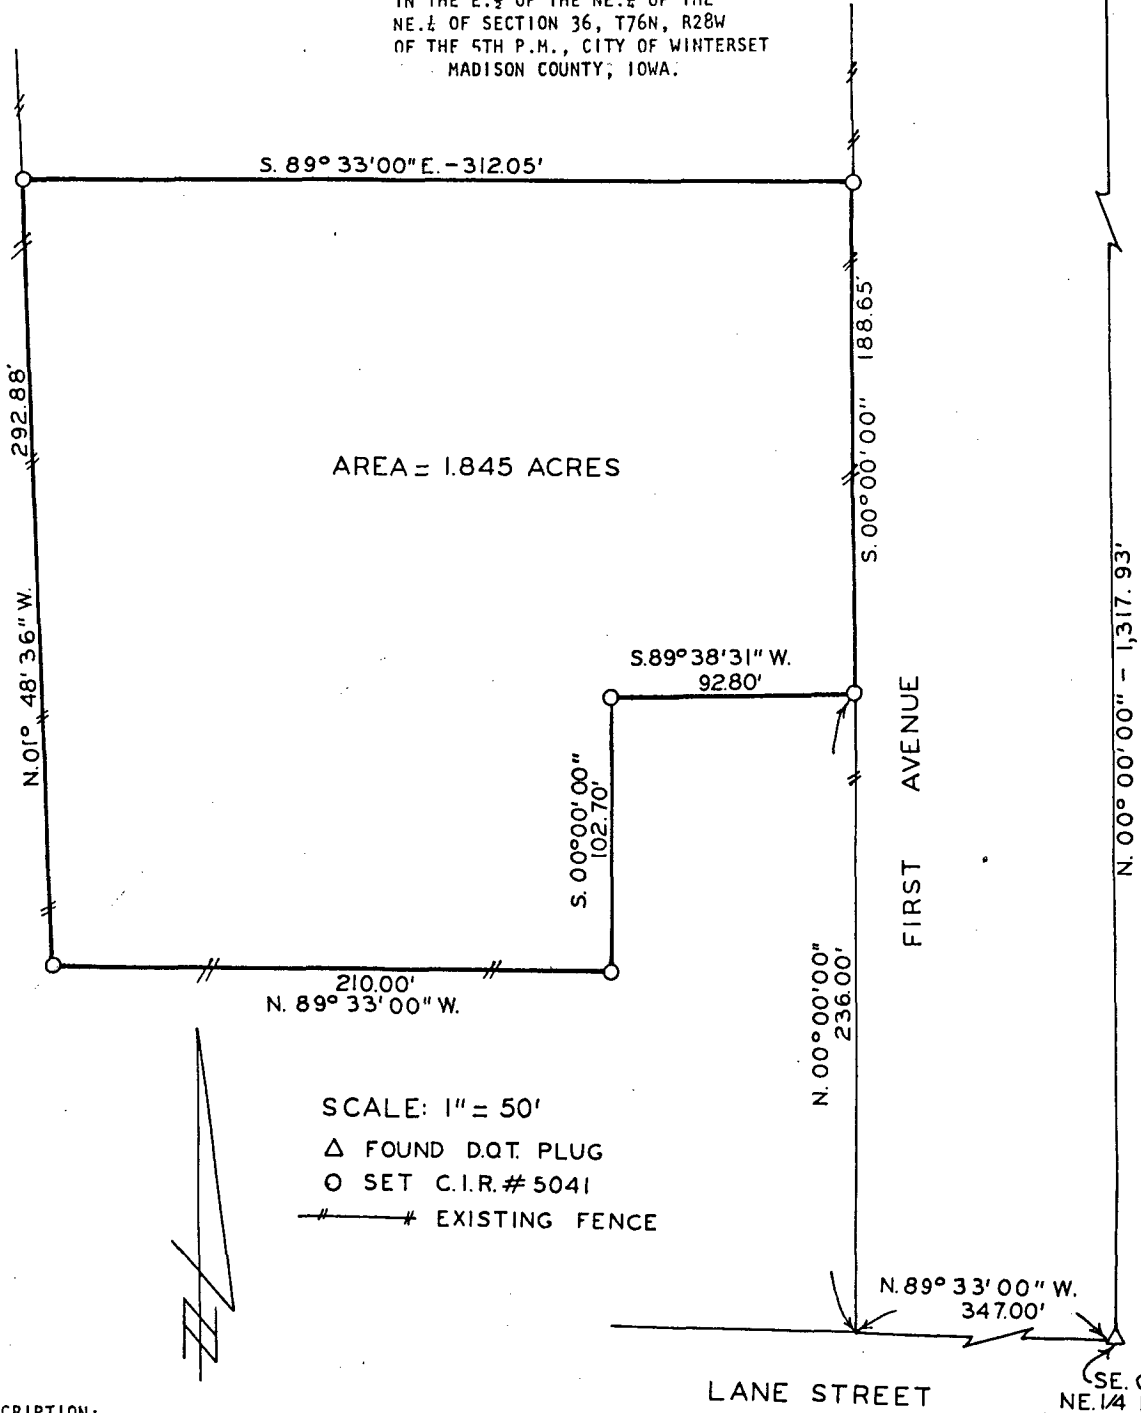 IN THE E.½ OF THE NE.¼ OF THE
NE.¼ OF SECTION 36, T76N, R28W
OF THE 5TH P.M., CITY OF WINTERSET
MADISON COUNTY, IOWA.
S. 89° 33'00" E. - 312.05'
292.88'
N. 01° 48' 36" W.
188.65'
S. 00° 00' 00"
AREA = 1.845 ACRES
S. 89° 38' 31" W.
92.80'
S. 00° 00' 00"
102.70'
FIRST AVENUE
N. 00° 00' 00" - 1,317.93'
210.00'
N. 89° 33' 00" W.
N. 00° 00' 00"
236.00'
SCALE: 1" = 50'
△ FOUND D.O.T. PLUG
○ SET C.I.R. # 5041
EXISTING FENCE
N. 89° 33' 00" W.
347.00'
LANE STREET
SE.
NE. 1/4
CRIPTION: